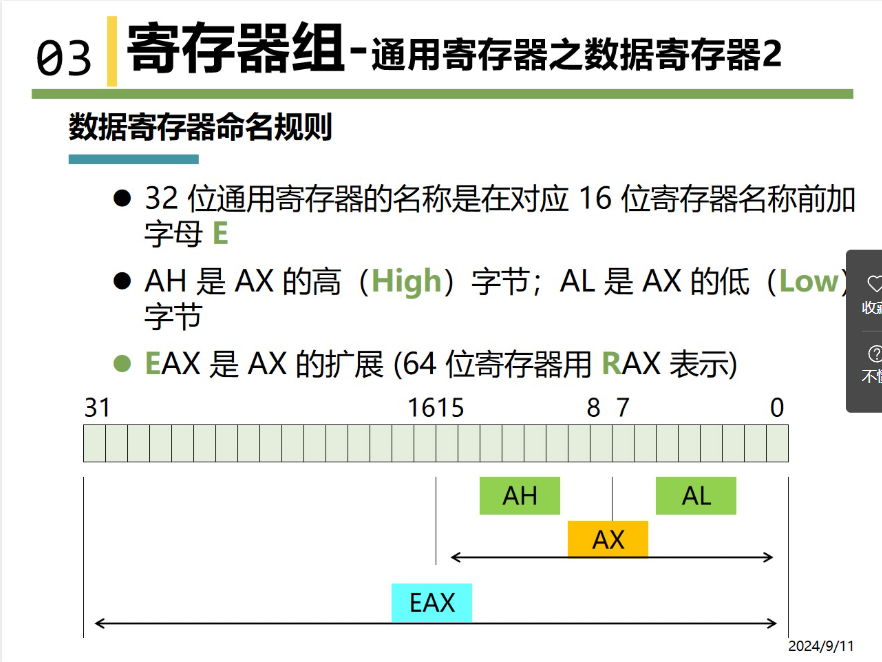 03 寄存器组-通用寄存器之数据寄存器2
数据寄存器命名规则
● 32 位通用寄存器的名称是在对应 16 位寄存器名称前加
字母 E
● AH 是 AX 的高（High）字节；AL 是 AX 的低（Low）
字节
● EAX 是 AX 的扩展 (64 位寄存器用 RAX 表示)
31 1615 8 7 0
AH AL
AX
EAX
2024/9/11
收藏
不懂